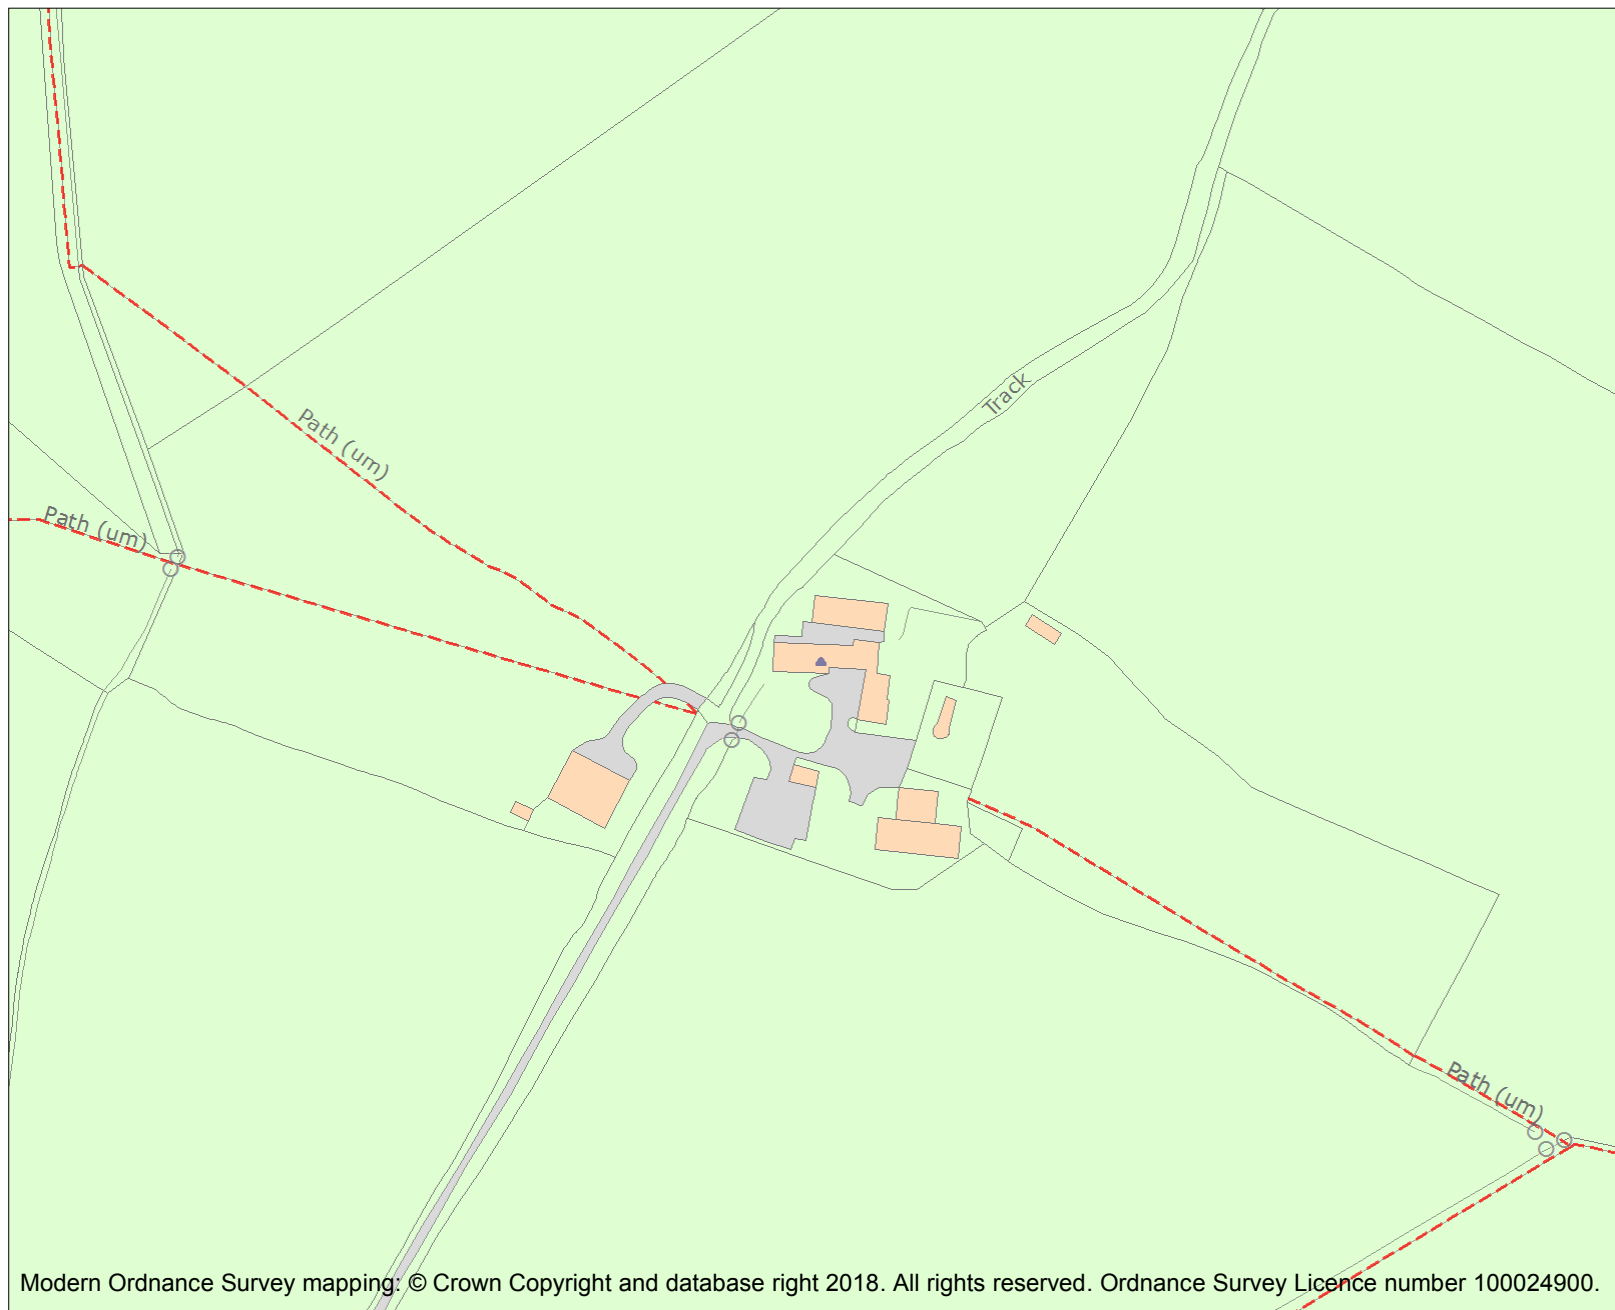 Track
Path (um)
Path (um)
Path (um)
Modern Ordnance Survey mapping: © Crown Copyright and database right 2018. All rights reserved. Ordnance Survey Licence number 100024900.